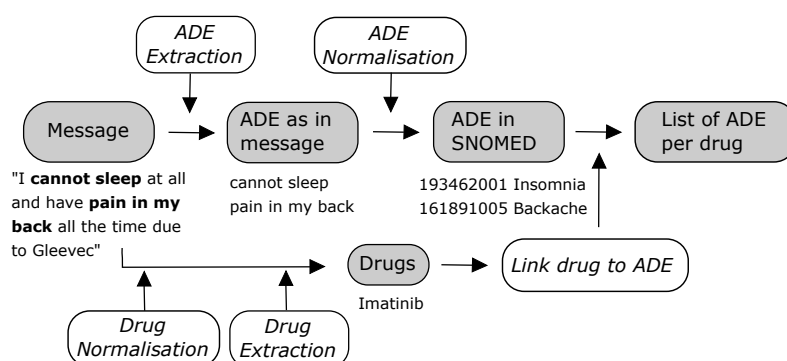 ADE
Extraction
ADE
Normalisation
Message
ADE as in
message
ADE in
SNOMED
List of ADE
per drug
"I cannot sleep at all
and have pain in my
back all the time due
to Gleevec"
cannot sleep
pain in my back
193462001 Insomnia
161891005 Backache
Drugs
Imatinib
Link drug to ADE
Drug
Normalisation
Drug
Extraction